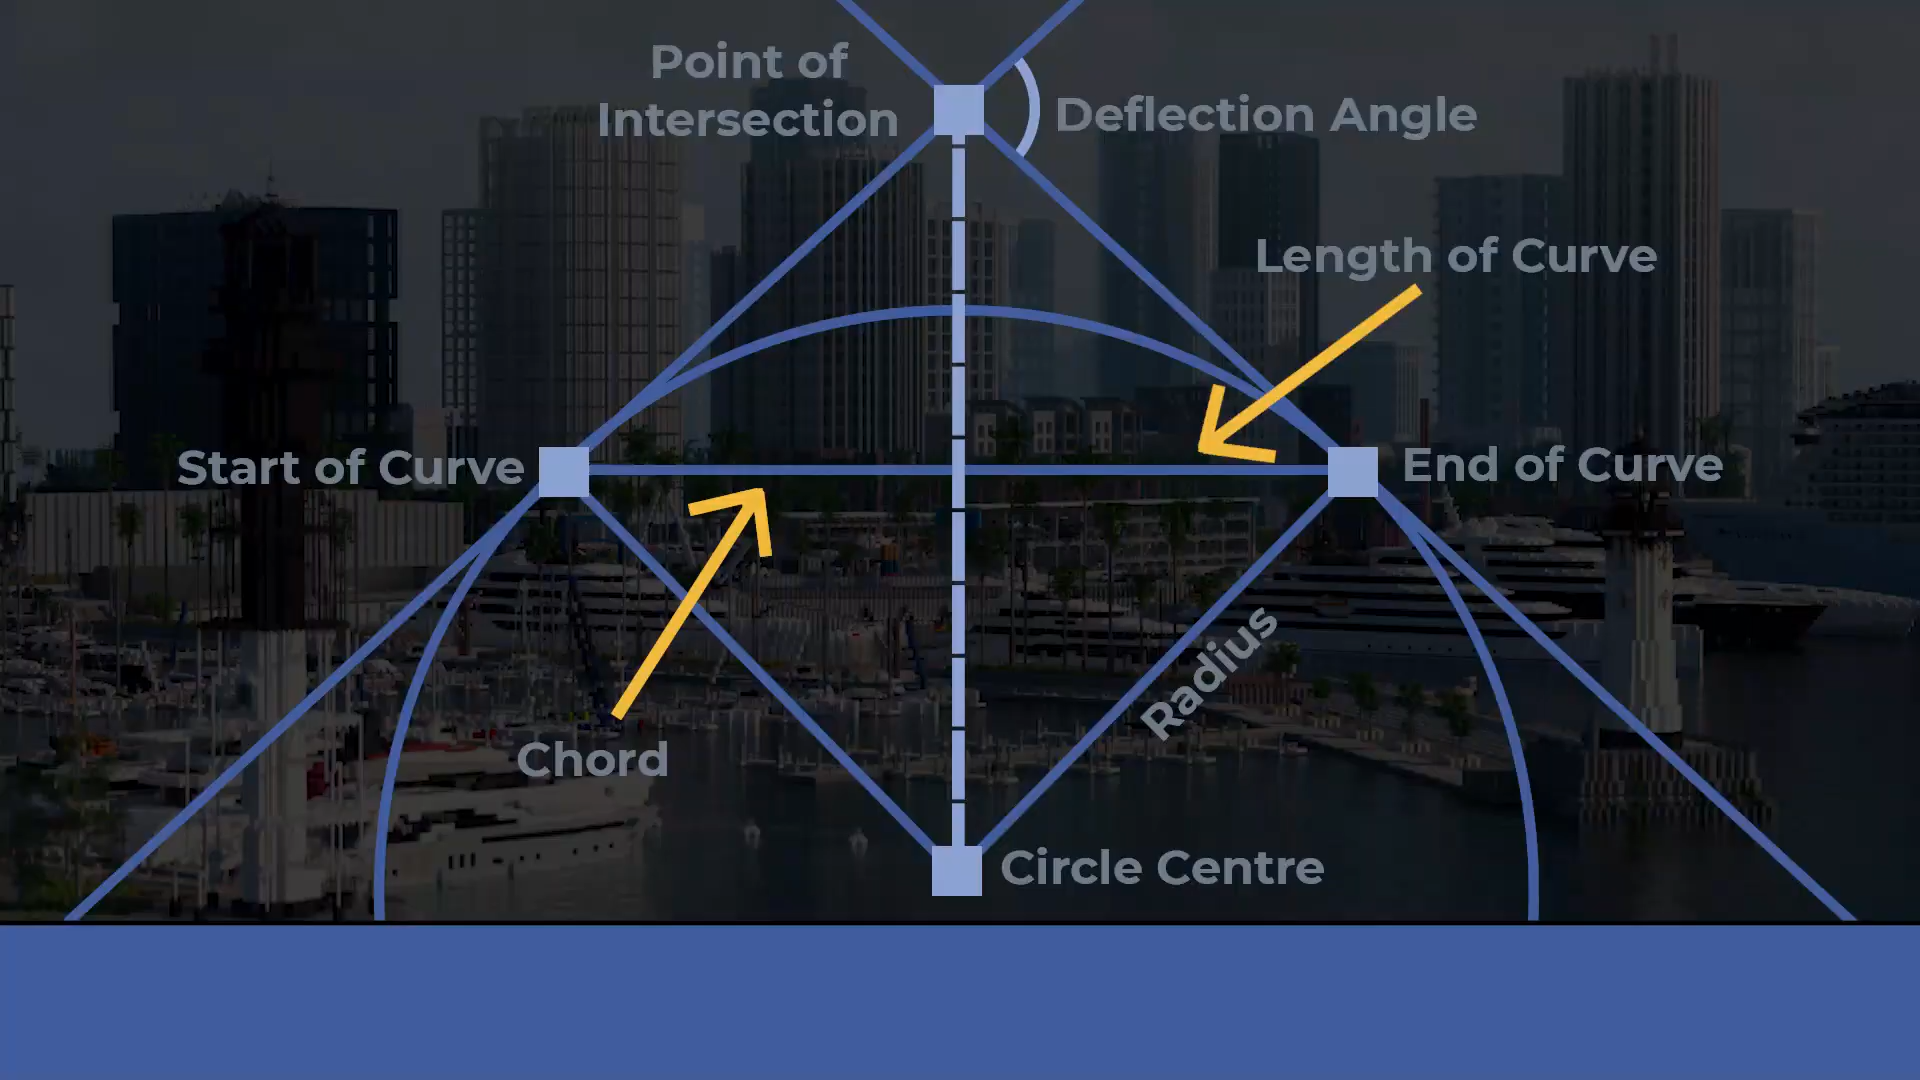 Point of
Intersection
Deflection Angle
Length of Curve
Start of Curve
End of Curve
Radius
Chord
Circle Centre